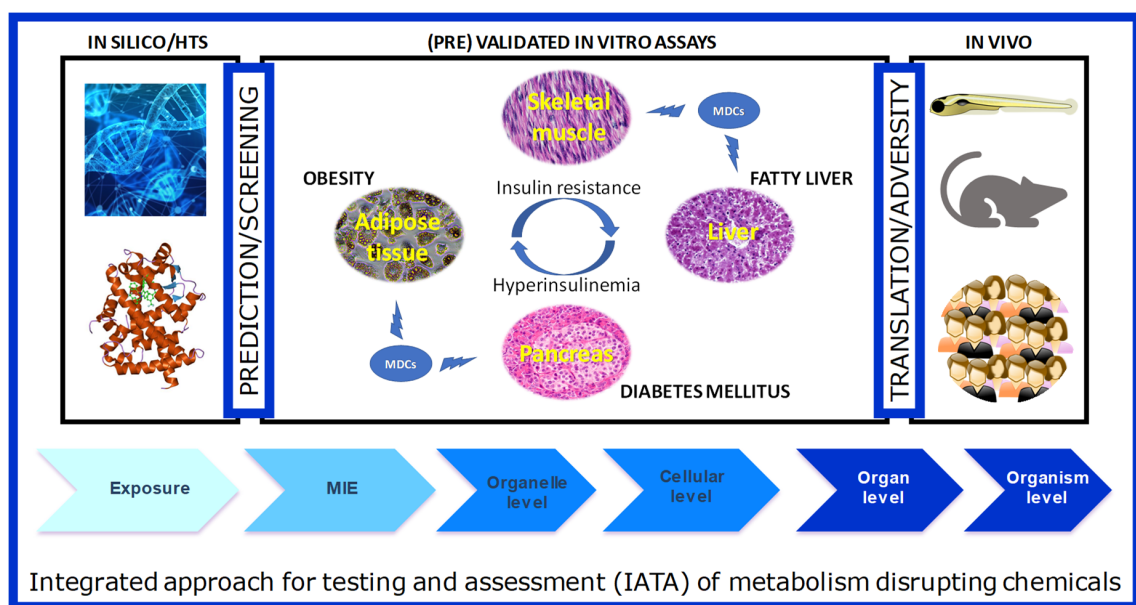 IN SILICO/HTS
(PRE) VALIDATED IN VITRO ASSAYS
IN VIVO
PREDICTION/SCREENING
Skeletal
muscle
MDCs
OBESITY
Insulin resistance
FATTY LIVER
Adipose
tissue
Liver
Hyperinsulinemia
MDCs
Pancreas
DIABETES MELLITUS
TRANSLATION/ADVERSITY
Exposure
MIE
Organelle
level
Cellular
level
Organ
level
Organism
level
Integrated approach for testing and assessment (IATA) of metabolism disrupting chemicals